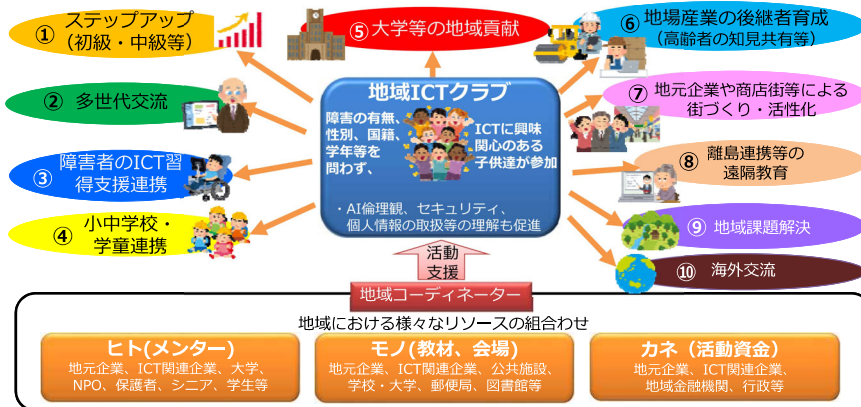 ① ステップアップ
（初級・中級等）
② 多世代交流
③ 障害者のICT習
得支援連携
④ 小中学校・
学童連携
⑤ 大学等の地域貢献
⑥ 地場産業の後継者育成
（高齢者の知見共有等）
⑦ 地元企業や商店街等による
街づくり・活性化
⑧ 離島連携等の
遠隔教育
⑨ 地域課題解決
⑩ 海外交流
地域ICTクラブ
障害の有無、
性別、国籍、
学年等を
問わず、
ICTに興味
関心のある
子供達が参加
・AI倫理観、セキュリティ、
個人情報の取扱等の理解も促進
活動
支援
地域コーディネーター
地域における様々なリソースの組合わせ
ヒト(メンター)
地元企業、ICT関連企業、大学、
NPO、保護者、シニア、学生等
モノ(教材、会場)
地元企業、ICT関連企業、公共施設、
学校・大学、郵便局、図書館等
カネ（活動資金）
地元企業、ICT関連企業、
地域金融機関、行政等